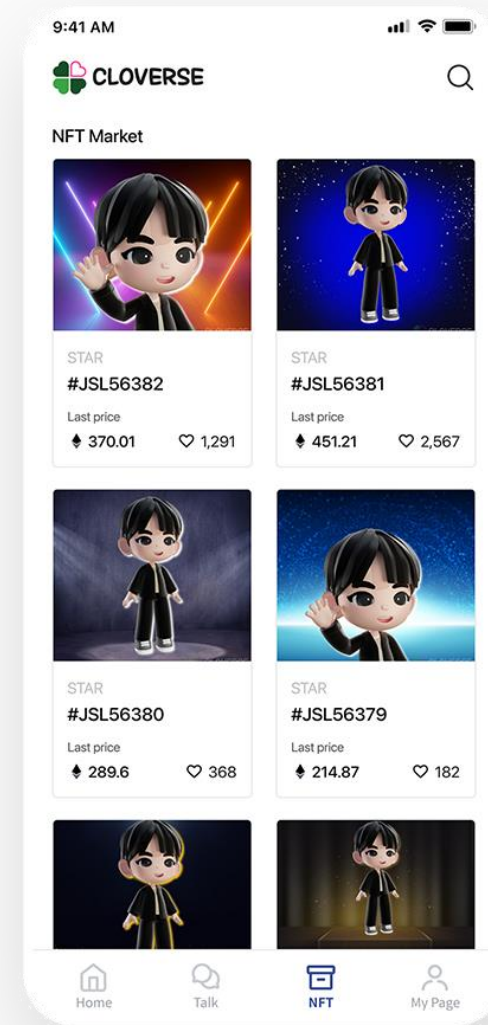 9:41 AM
CLOVERSE
NFT Market
STAR
#JSL56382
Last price
370.01 1,291
STAR
#JSL56381
Last price
451.21 2,567
STAR
#JSL56380
Last price
289.6 368
STAR
#JSL56379
Last price
214.87 182
Home
Talk
NFT
My Page